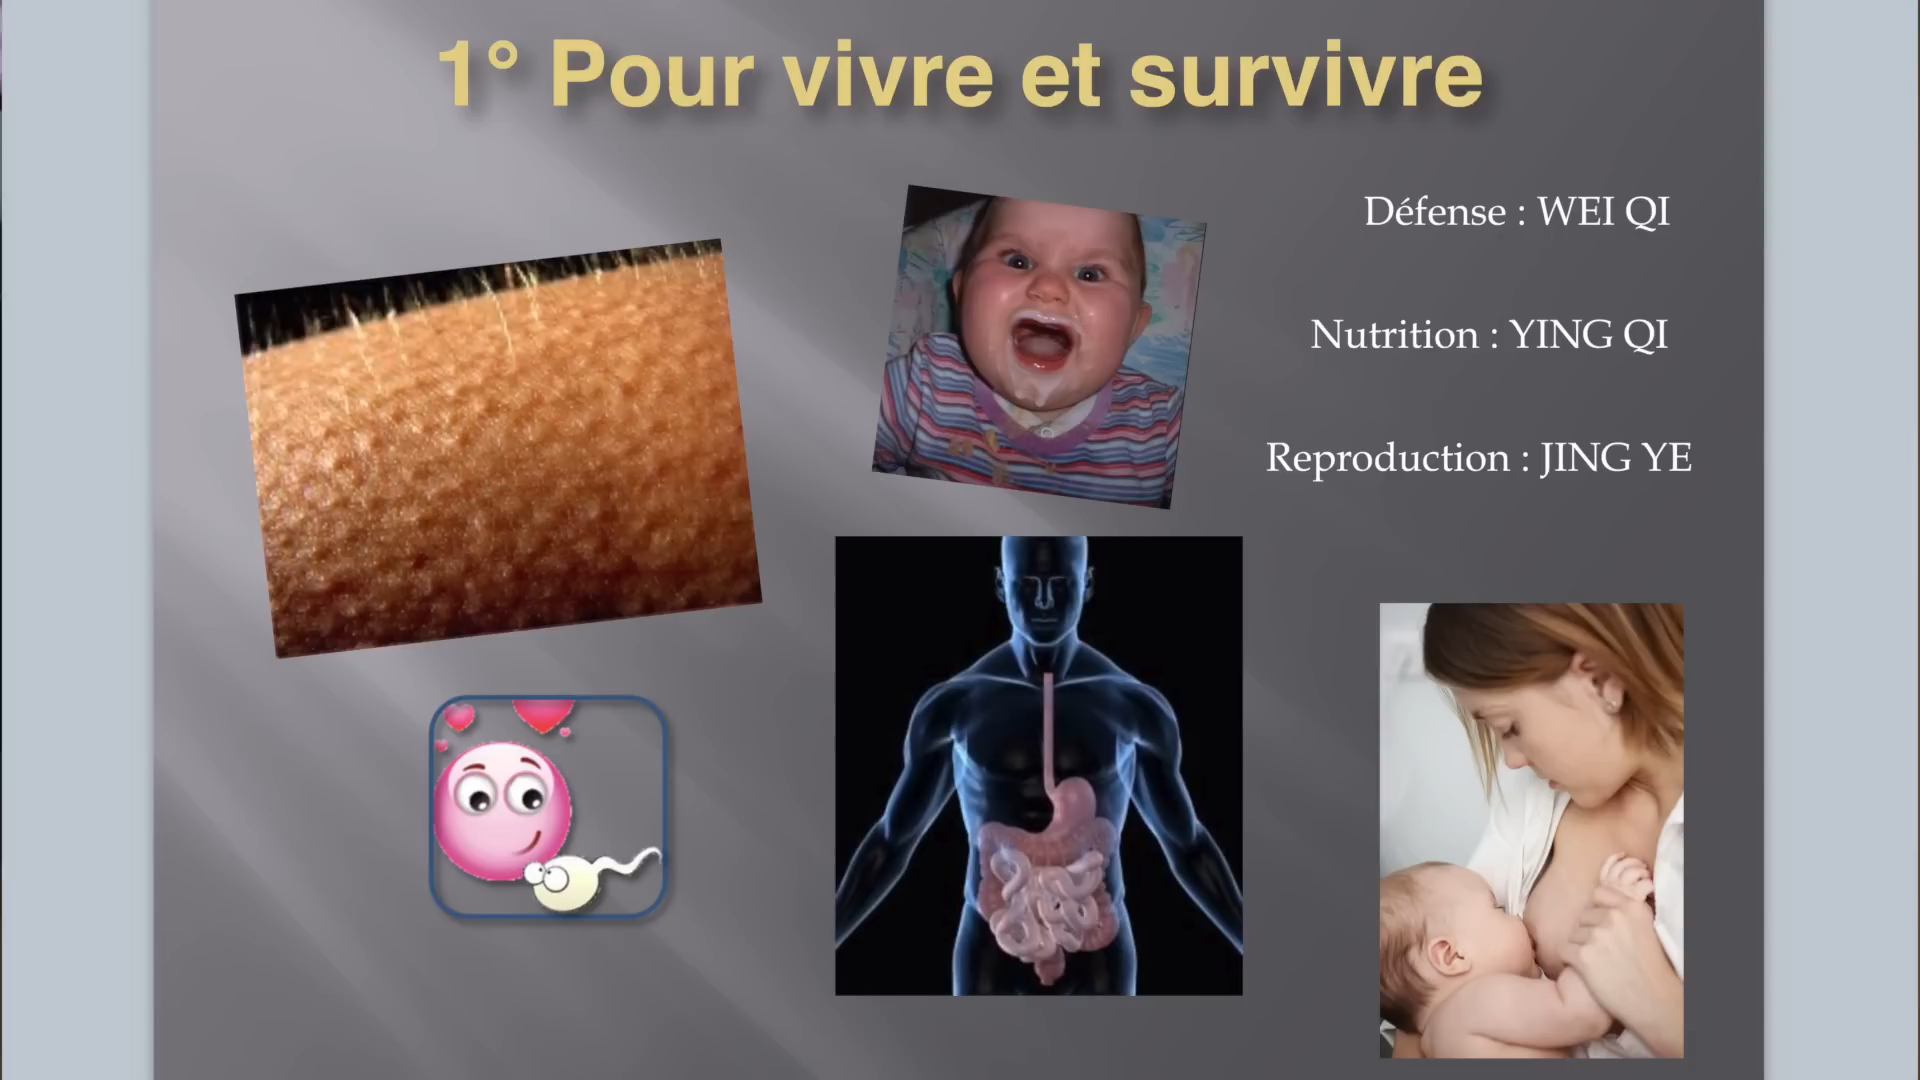 1° Pour vivre et survivre
Défense : WEI QI
Nutrition : YING QI
Reproduction : JING YE